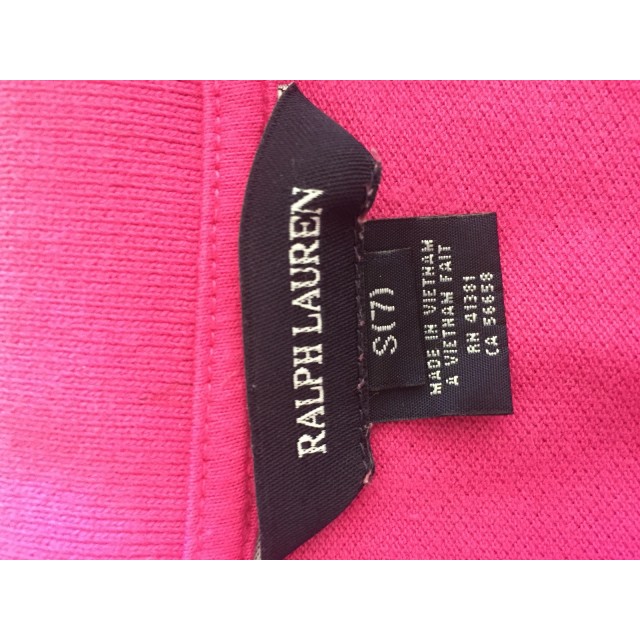 RALPH LAUREN
S(7)
MADE IN VIETNAM
A VIETNAM FAIT
RN 41381
CA 56658